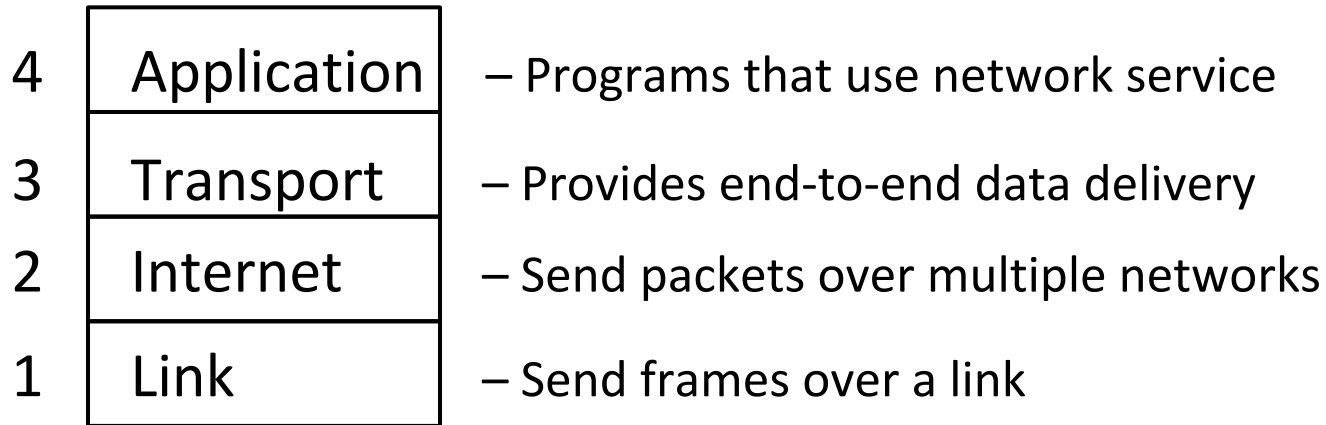 4 Application – Programs that use network service
3 Transport – Provides end-to-end data delivery
2 Internet – Send packets over multiple networks
1 Link – Send frames over a link